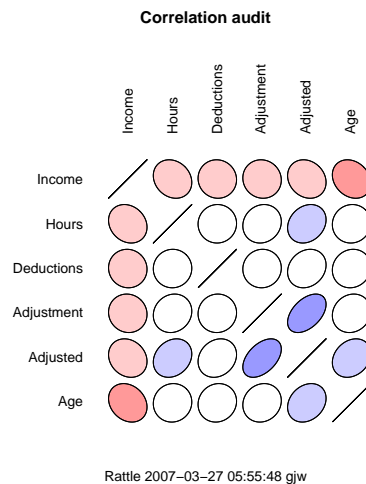 Correlation audit
Income
Hours
Deductions
Adjustment
Adjusted
Age
Income
Hours
Deductions
Adjustment
Adjusted
Age
Rattle 2007−03−27 05:55:48 gjw